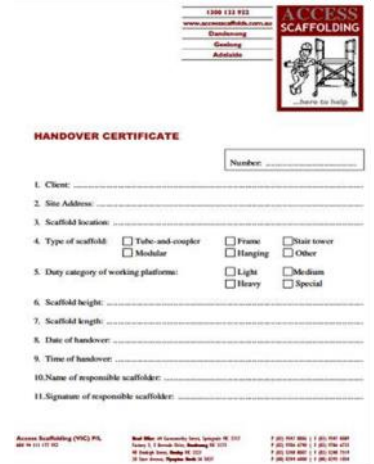 1300 133 922
www.accessscaffolds.com.au
Dandenong
Geelong
Adelaide
ACCESS
SCAFFOLDING
...here to help
HANDOVER CERTIFICATE
Number:
1. Client:
2. Site Address:
3. Scaffold location:
4. Type of scaffold: Tube-and-coupler Frame Stair tower
Modular Hanging Other
5. Duty category of working platforms: Light Medium
Heavy Special
6. Scaffold height:
7. Scaffold length:
8. Date of handover:
9. Time of handover:
10.Name of responsible scaffolder:
11.Signature of responsible scaffolder:
Access Scaffolding (VIC) P/L
Head Office: